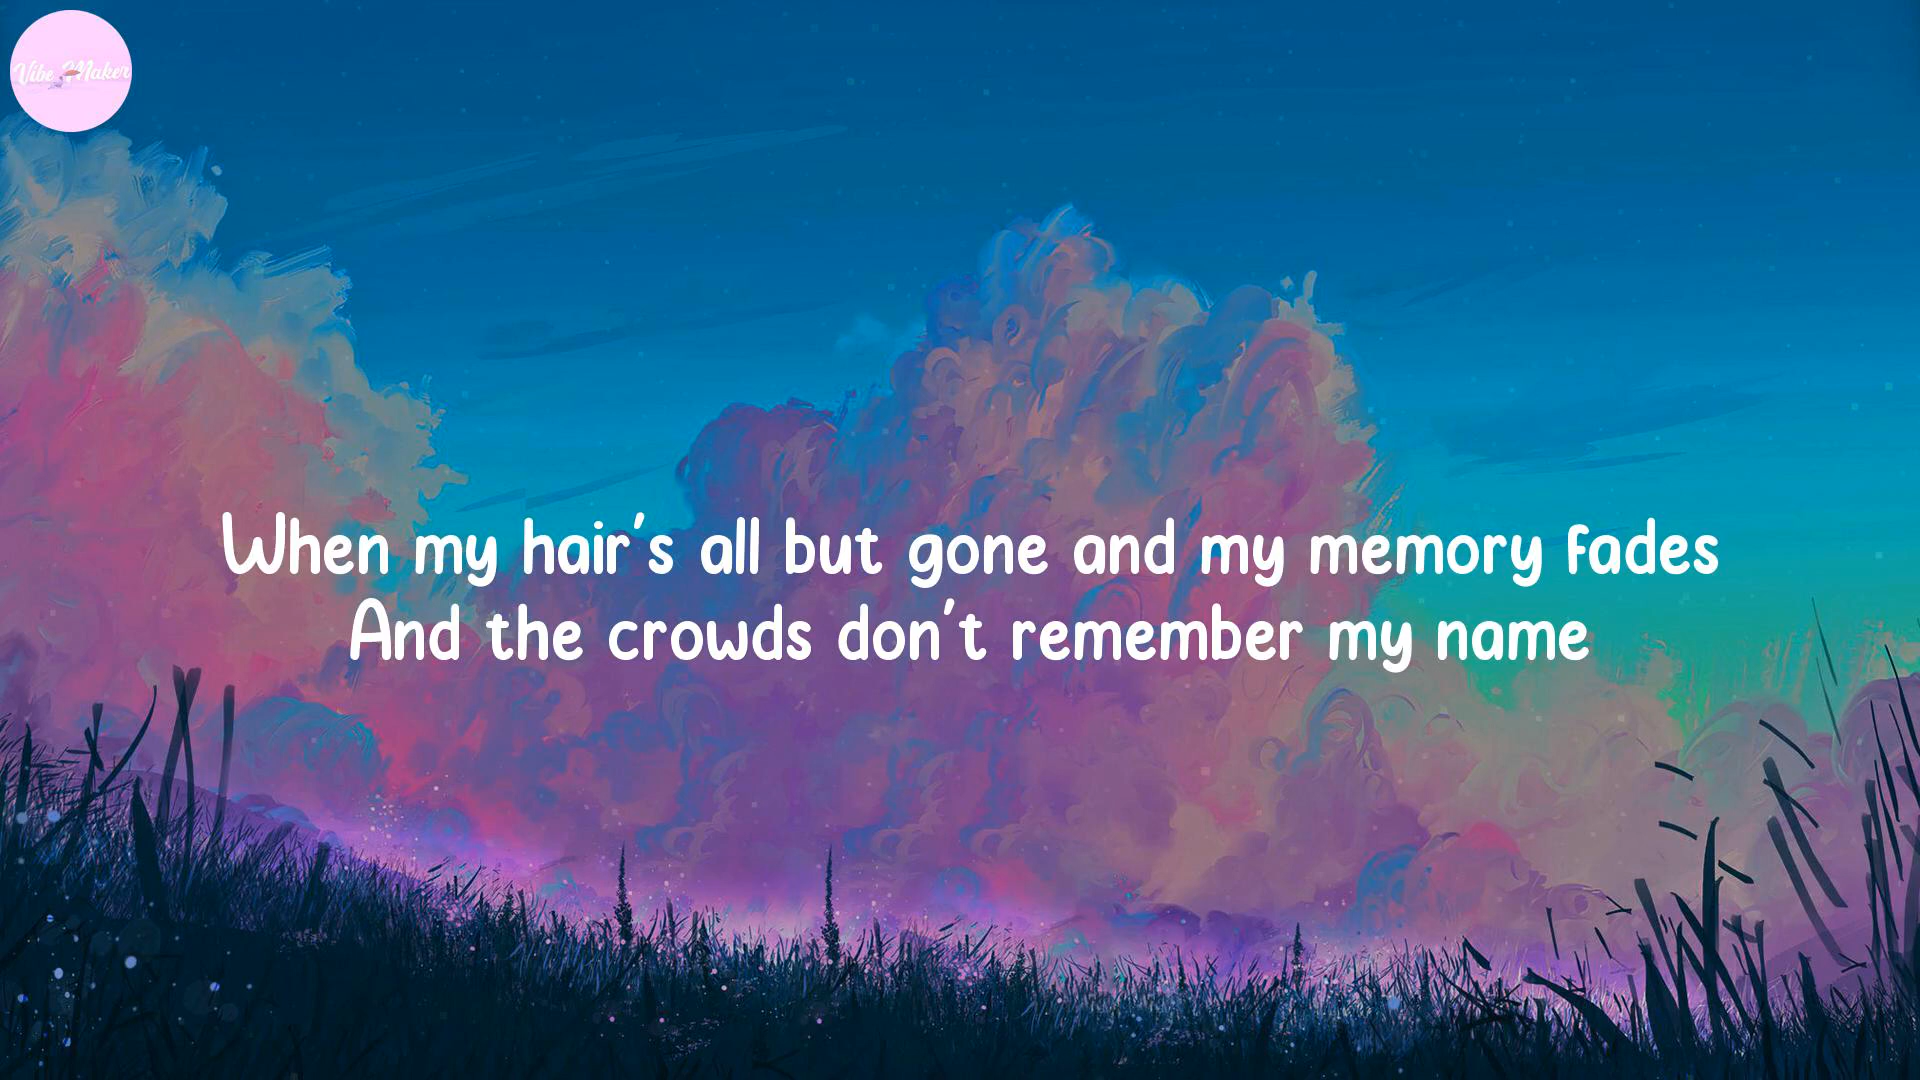 Vibe Maker
When my hair's all but gone and my memory fades
And the crowds don't remember my name